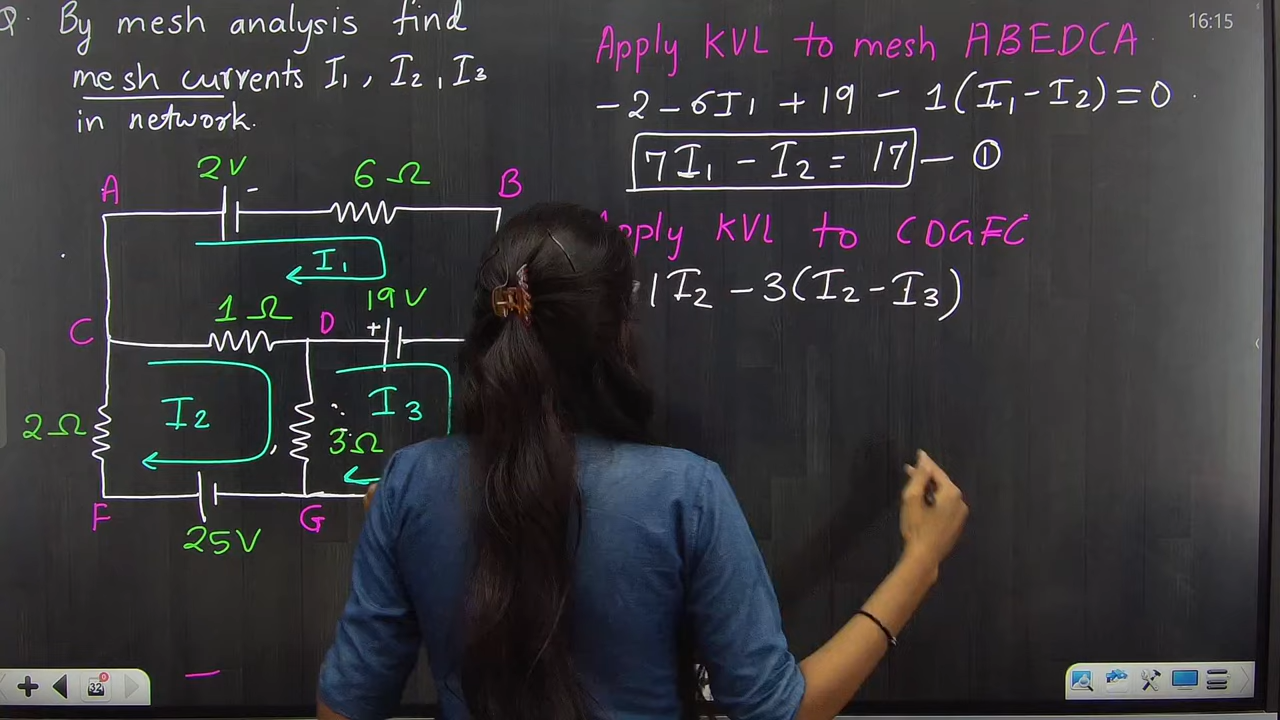 Q By mesh analysis find
mesh currents I1, I2, I3
in network.
2V
-
6Ω
A
B
I1
1Ω
19V
C
D
+
I2
I3
2Ω
3Ω
F
G
25V
16:15
Apply KVL to mesh ABEDCA
-2-6I1+19-1(I1-I2)=0
7I1-I2=17 — ①
Apply KVL to CDGFC
1I2-3(I2-I3)
32